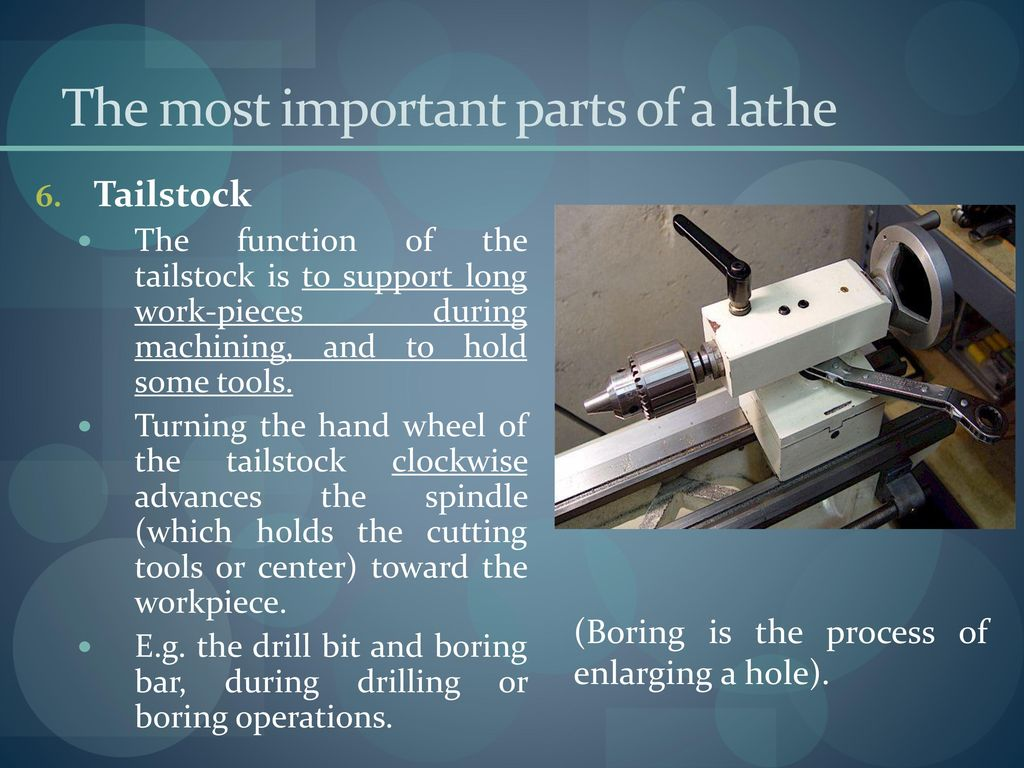 The most important parts of a lathe
6. Tailstock
• The function of the
tailstock is to support long
work-pieces during
machining, and to hold
some tools.
• Turning the hand wheel of
the tailstock clockwise
advances the spindle
(which holds the cutting
tools or center) toward the
workpiece.
• E.g. the drill bit and boring
bar, during drilling or
boring operations.
(Boring is the process of
enlarging a hole).